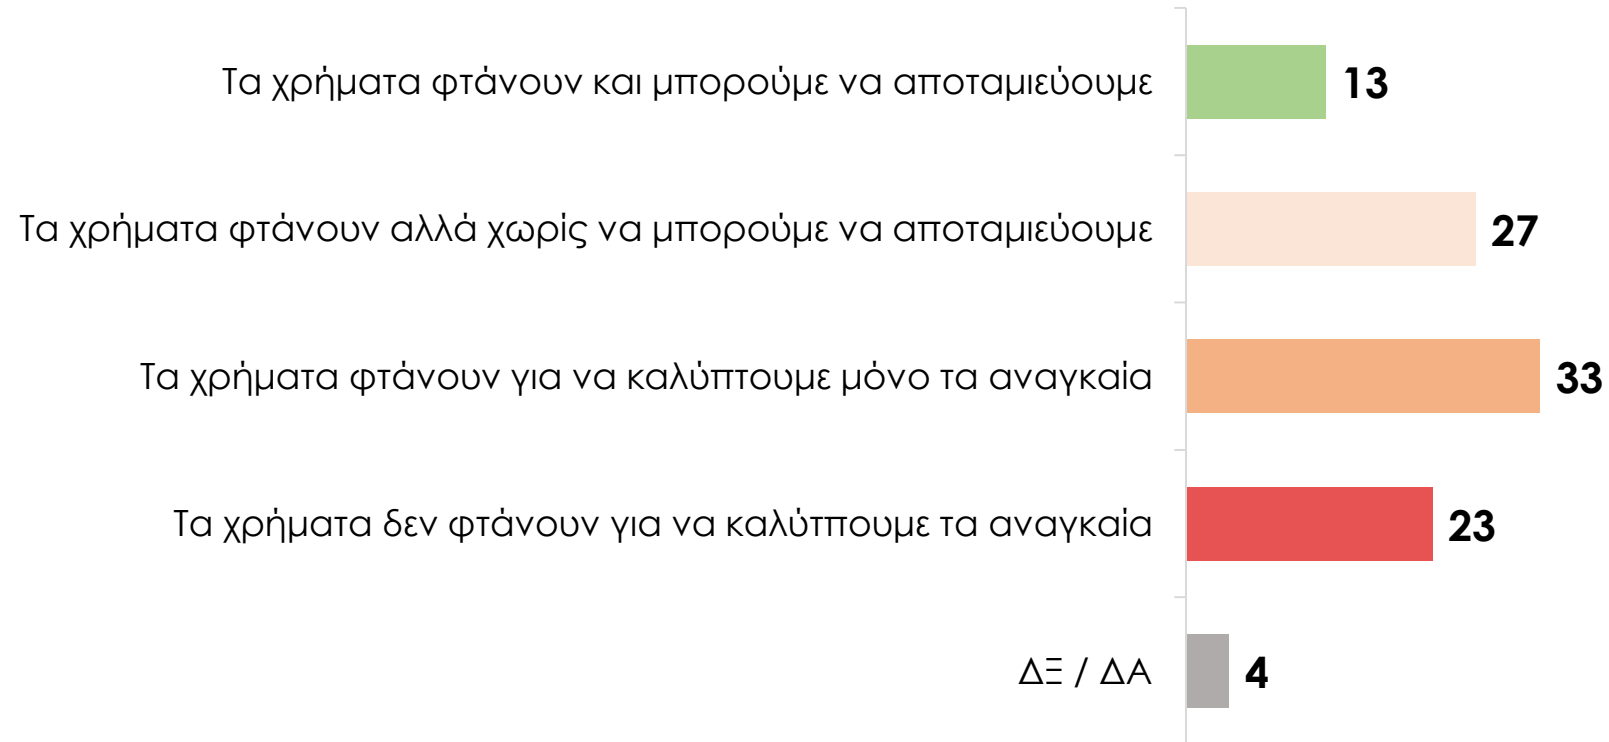 Τα χρήματα φτάνουν και μπορούμε να αποταμιεύουμε 13
Τα χρήματα φτάνουν αλλά χωρίς να μπορούμε να αποταμιεύουμε 27
Τα χρήματα φτάνουν για να καλύπτουμε μόνο τα αναγκαία 33
Τα χρήματα δεν φτάνουν για να καλύτπουμε τα αναγκαία 23
ΔΞ / ΔΑ 4